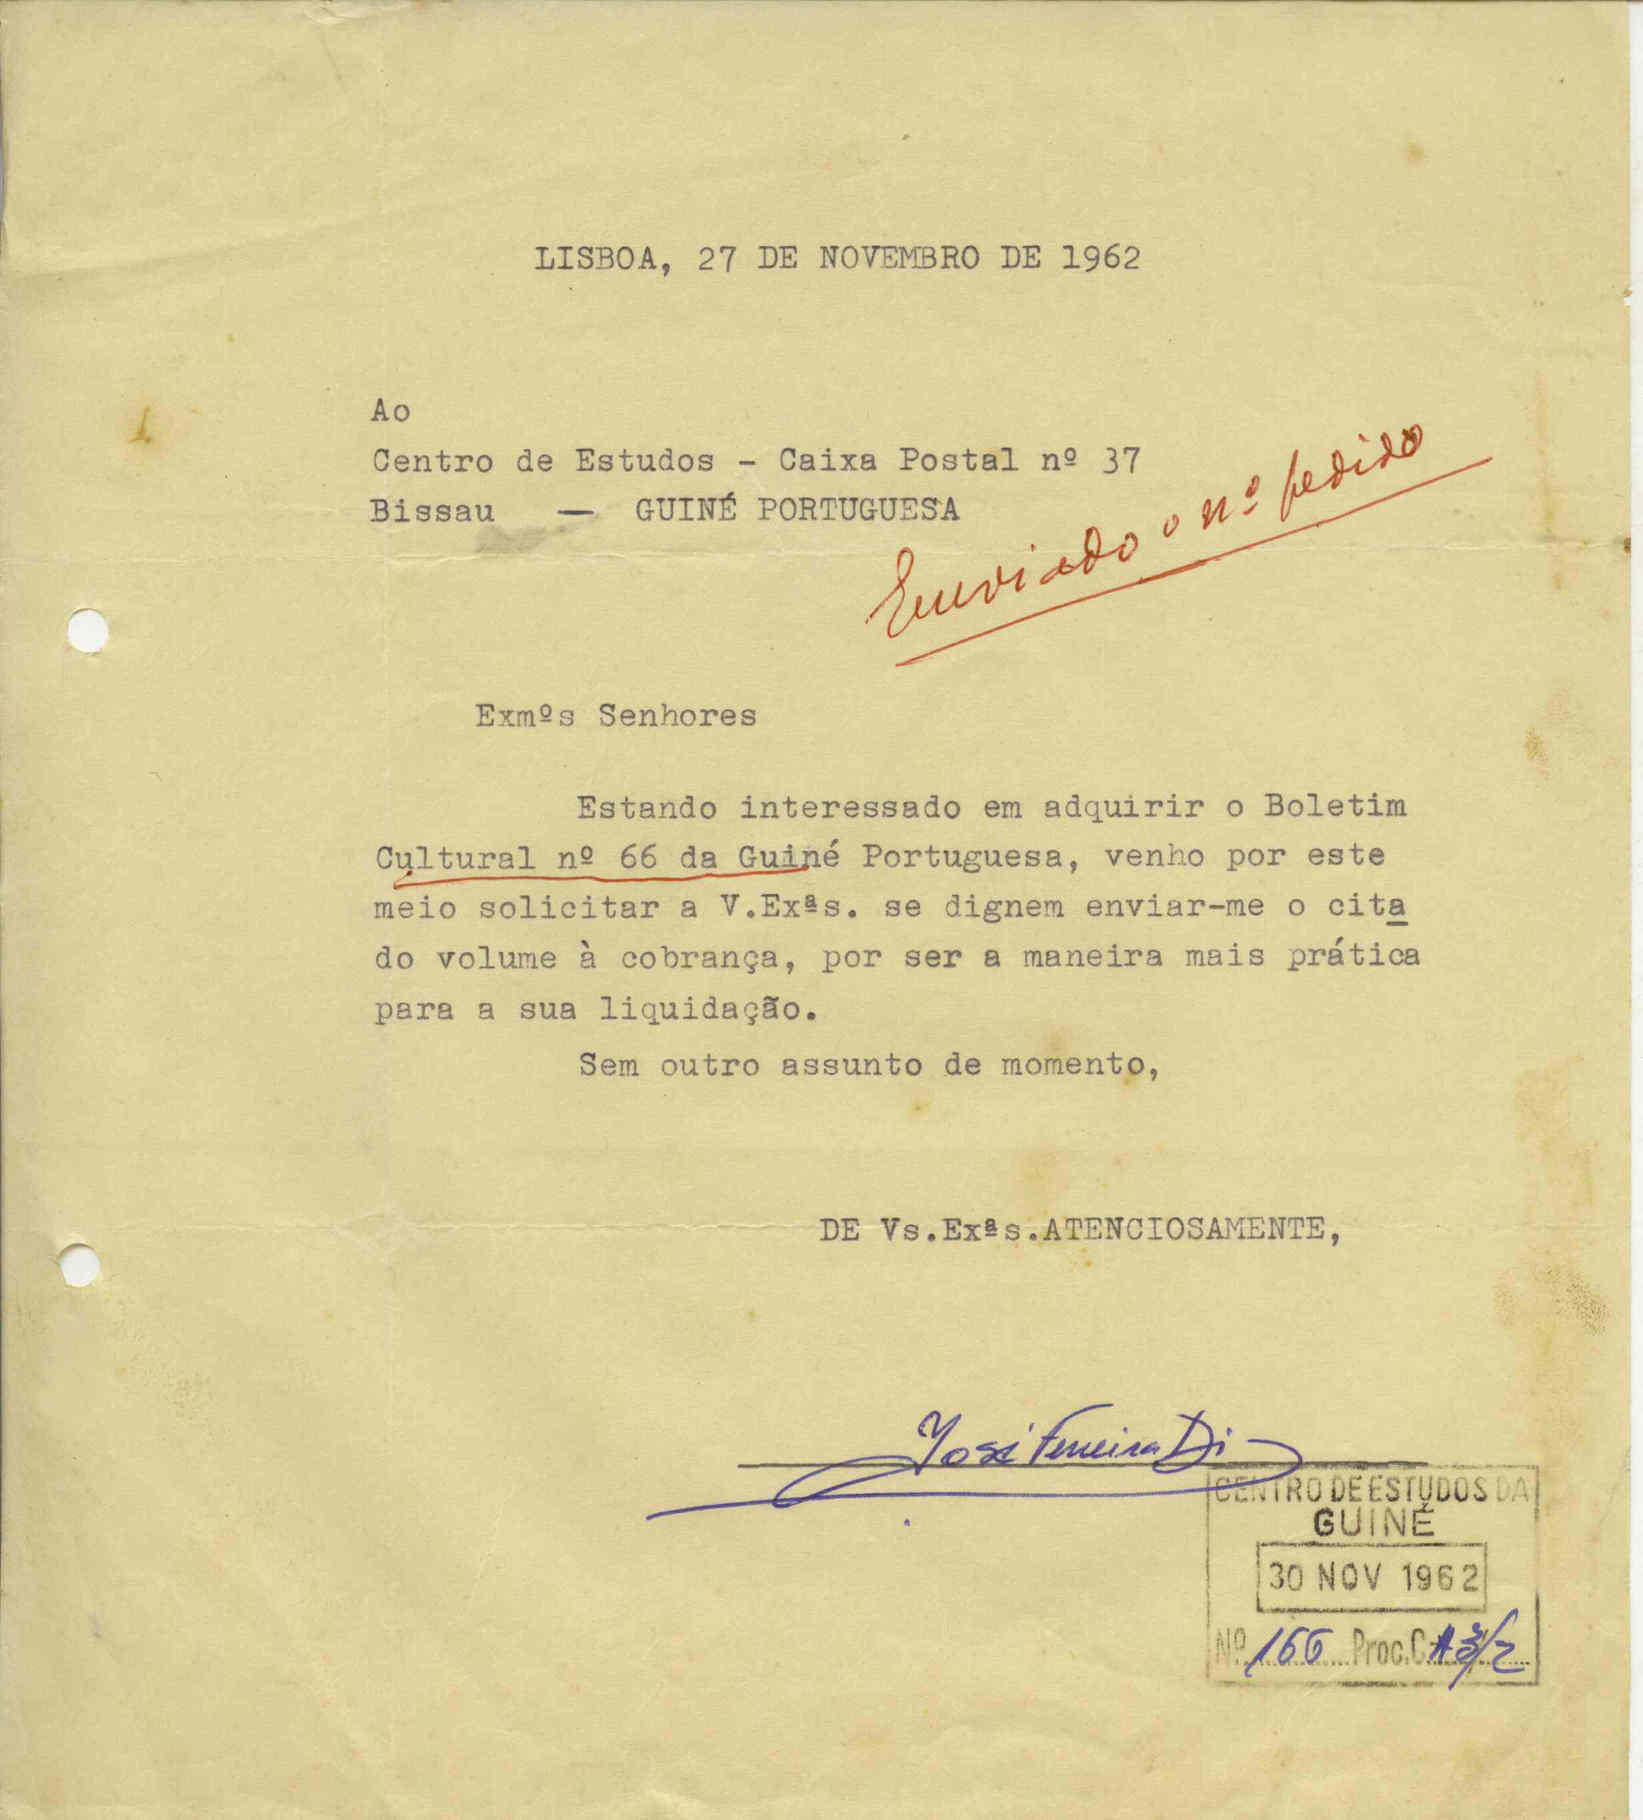 LISBOA, 27 DE NOVEMBRO DE 1962
Ao
Centro de Estudos - Caixa Postal nº 37
Bissau — GUINÉ PORTUGUESA
Enviado o nº pedido
Exmºs Senhores
Estando interessado em adquirir o Boletim
Cultural nº 66 da Guiné Portuguesa, venho por este
meio solicitar a V.Exªs. se dignem enviar-me o cita
do volume à cobrança, por ser a maneira mais prática
para a sua liquidação.
Sem outro assunto de momento,
DE Vs.Exªs.ATENCIOSAMENTE,
José Ferreira
CENTRO DE ESTUDOS DA
GUINÉ
30 NOV 1962
Nº 166 Proc.